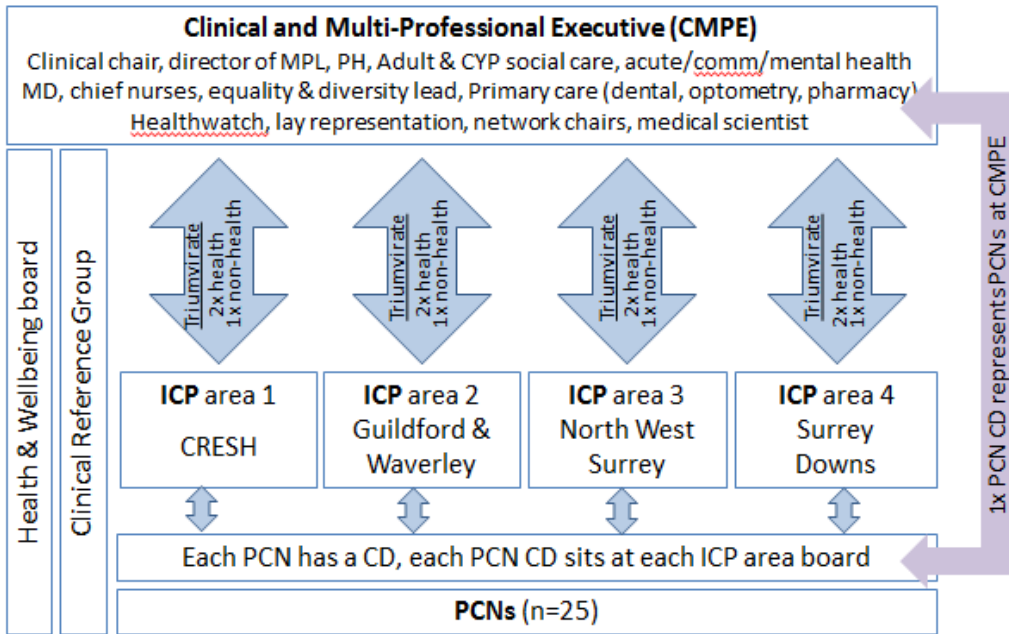 Clinical and Multi-Professional Executive (CMPE)
Clinical chair, director of MPL, PH, Adult & CYP social care, acute/comm/mental health
MD, chief nurses, equality & diversity lead, Primary care (dental, optometry, pharmacy)
Healthwatch, lay representation, network chairs, medical scientist
Health & Wellbeing board
Clinical Reference Group
Triumvirate
2x health
1x non-health
Triumvirate
2x health
1x non-health
Triumvirate
2x health
1x non-health
Triumvirate
2x health
1x non-health
1x PCN CD representsPCNs at CMPE
ICP area 1
CRESH
ICP area 2
Guildford &
Waverley
ICP area 3
North West
Surrey
ICP area 4
Surrey
Downs
Each PCN has a CD, each PCN CD sits at each ICP area board
PCNs (n=25)